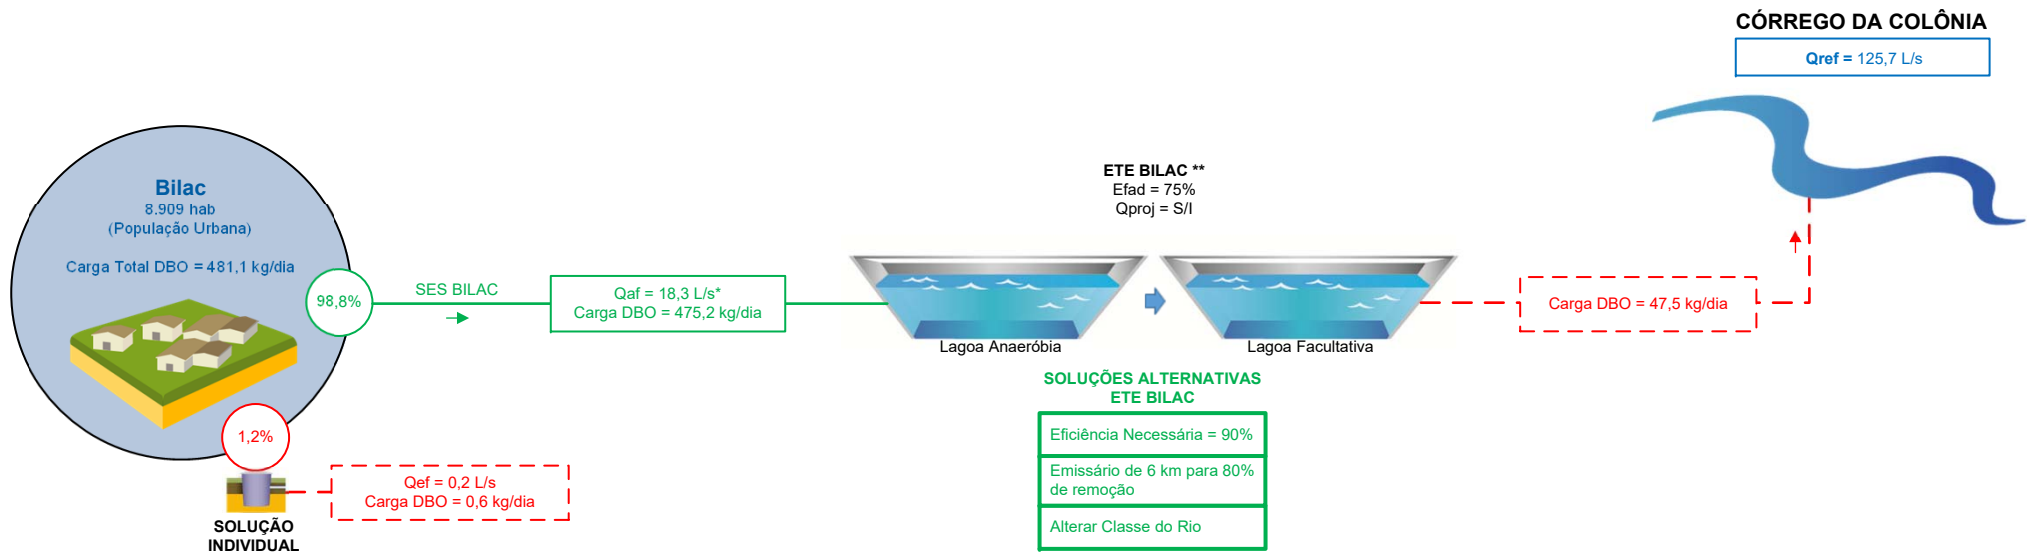 CÓRREGO DA COLÔNIA
Qref = 125,7 L/s
Bilac
8.909 hab
(População Urbana)
Carga Total DBO = 481,1 kg/dia
98,8%
SES BILAC
Qaf = 18,3 L/s*
Carga DBO = 475,2 kg/dia
ETE BILAC **
Efad = 75%
Qproj = S/I
Lagoa Anaeróbia
Lagoa Facultativa
Carga DBO = 47,5 kg/dia
SOLUÇÕES ALTERNATIVAS
ETE BILAC
Eficiência Necessária = 90%
Emissário de 6 km para 80%
de remoção
Alterar Classe do Rio
1,2%
Qef = 0,2 L/s
Carga DBO = 0,6 kg/dia
SOLUÇÃO
INDIVIDUAL